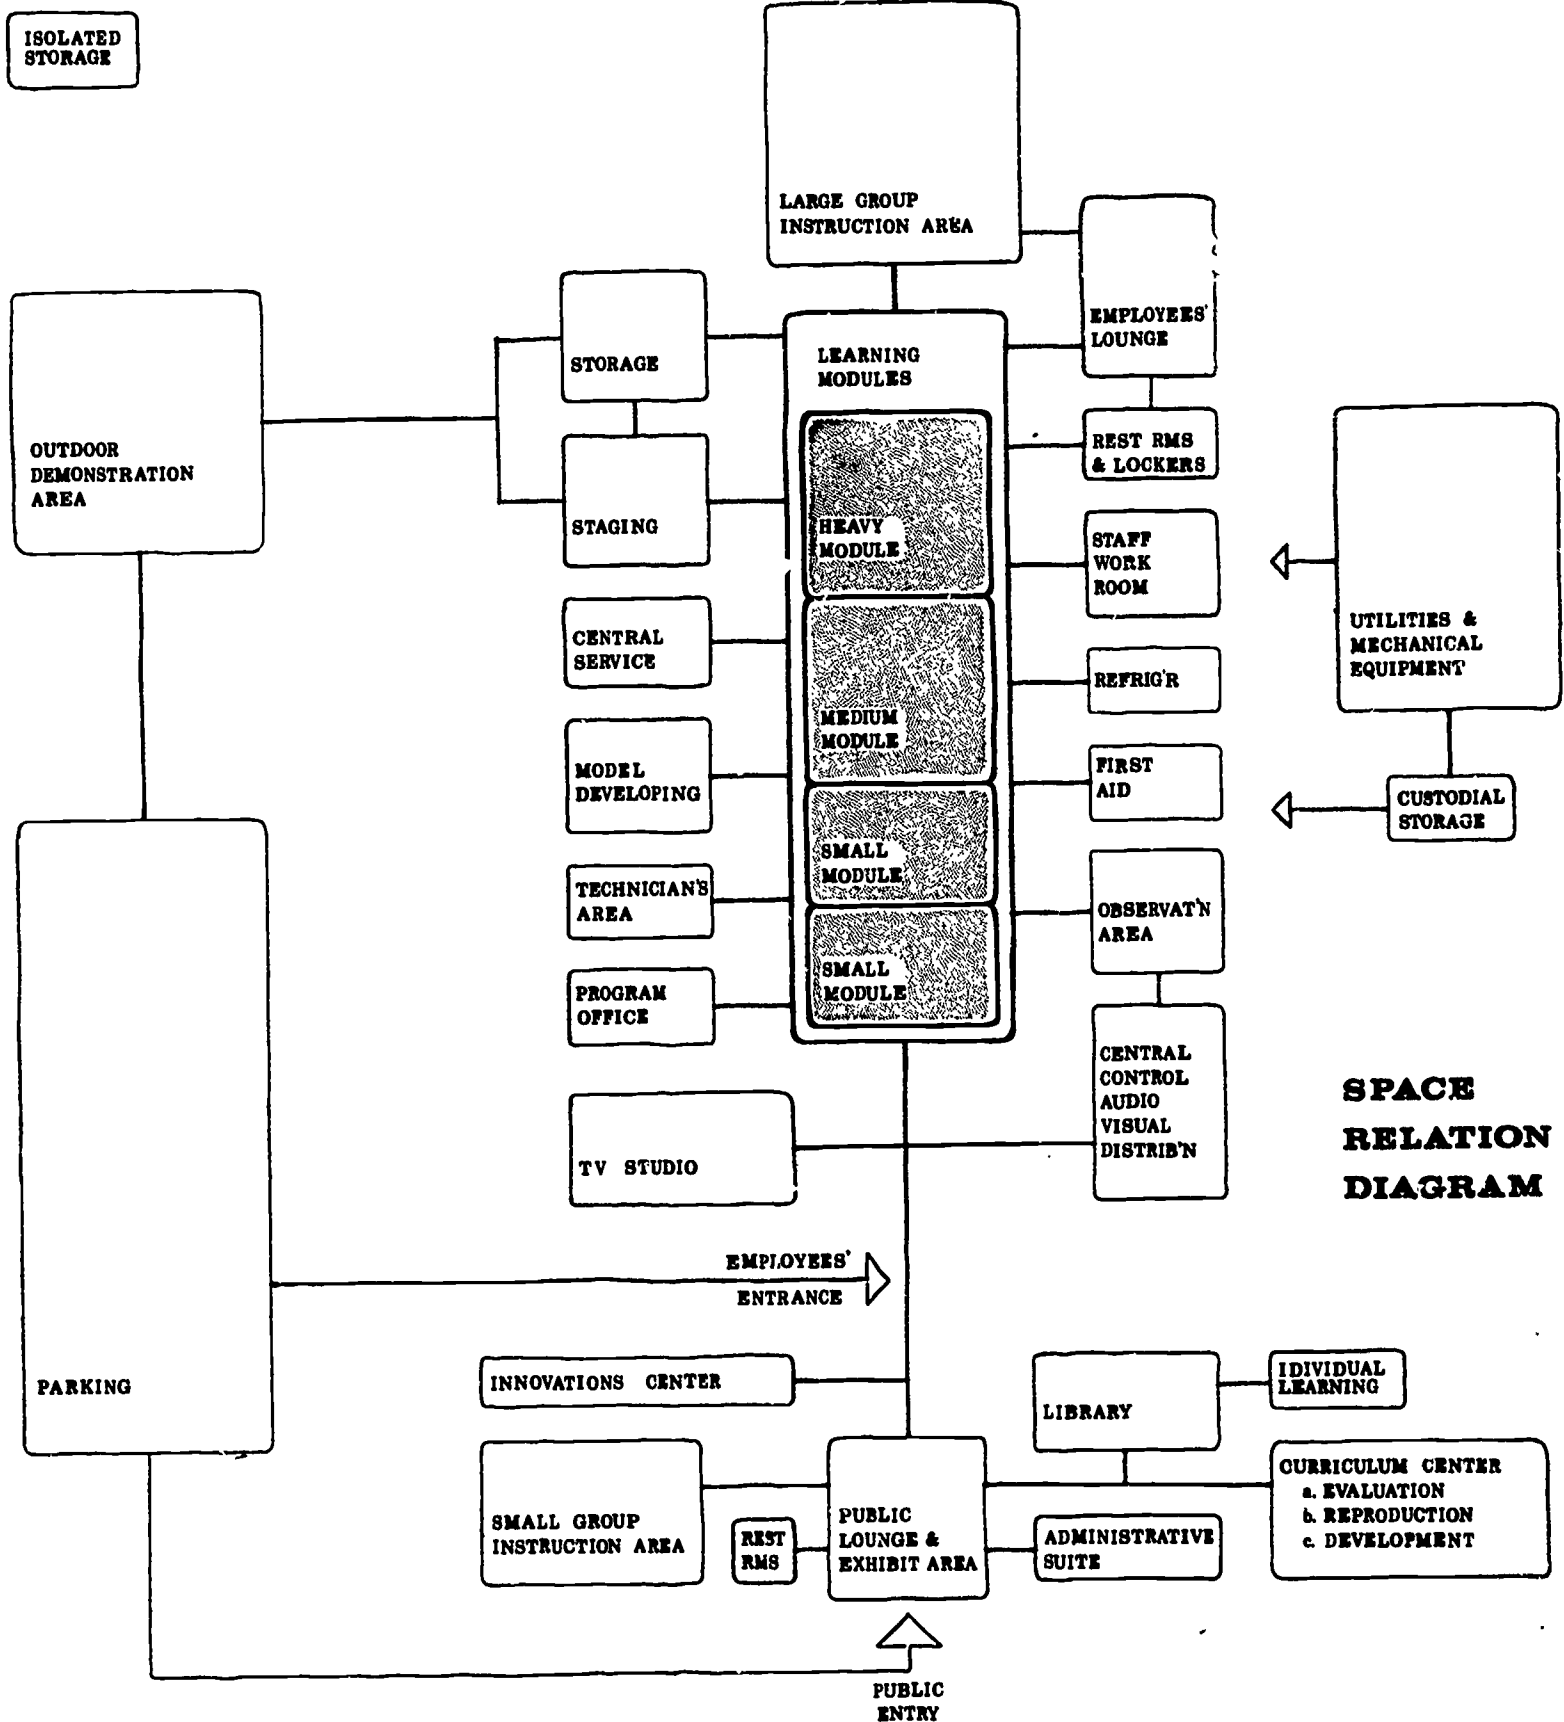 ISOLATED
STORAGE
LARGE GROUP
INSTRUCTION AREA
EMPLOYEES'
LOUNGE
STORAGE
LEARNING
MODULES
OUTDOOR
DEMONSTRATION
AREA
REST RMS
& LOCKERS
STAGING
HEAVY
MODULE
STAFF
WORK
ROOM
CENTRAL
SERVICE
UTILITIES &
MECHANICAL
EQUIPMENT
REFRIG'R
MEDIUM
MODULE
MODEL
DEVELOPING
FIRST
AID
CUSTODIAL
STORAGE
SMALL
MODULE
TECHNICIAN'S
AREA
OBSERVAT'N
AREA
SMALL
MODULE
PROGRAM
OFFICE
CENTRAL
CONTROL
AUDIO
VISUAL
DISTRIB'N
SPACE
RELATION
DIAGRAM
TV STUDIO
EMPLOYEES'
ENTRANCE
PARKING
INNOVATIONS CENTER
LIBRARY
IDIVIDUAL
LEARNING
SMALL GROUP
INSTRUCTION AREA
REST
RMS
PUBLIC
LOUNGE &
EXHIBIT AREA
ADMINISTRATIVE
SUITE
CURRICULUM CENTER
a. EVALUATION
b. REPRODUCTION
c. DEVELOPMENT
PUBLIC
ENTRY